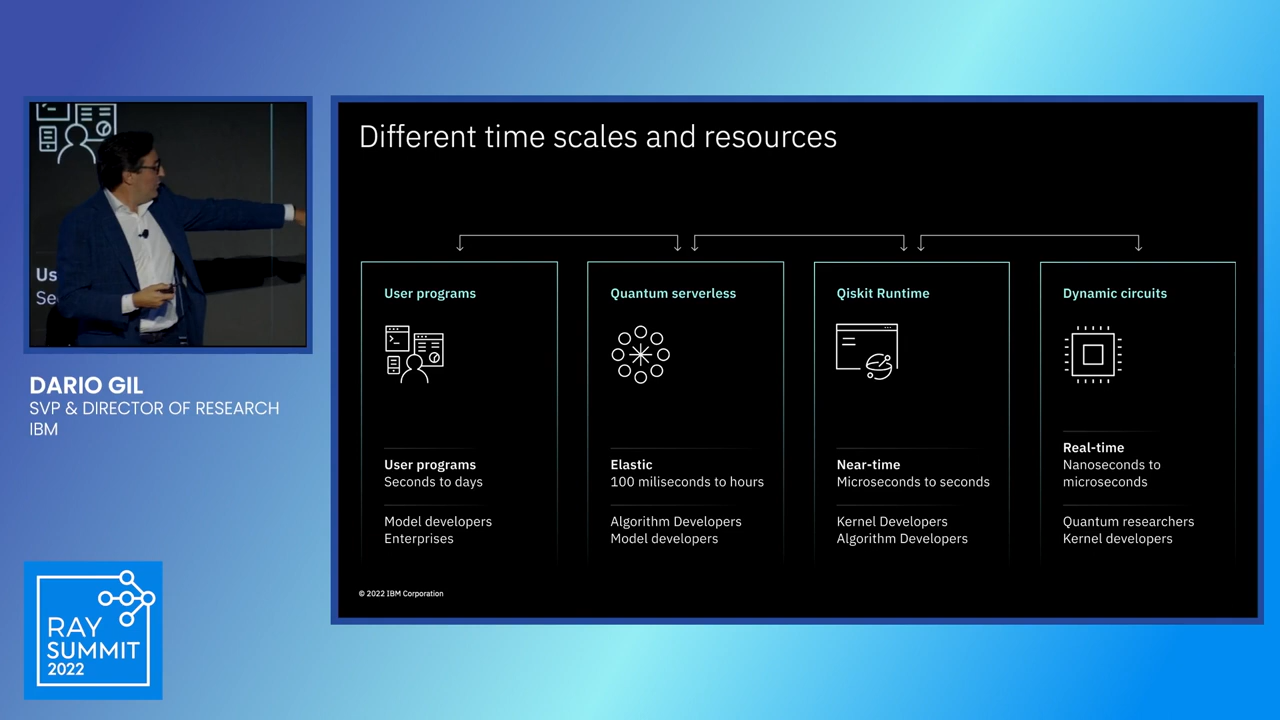 Us
Se
DARIO GIL
SVP & DIRECTOR OF RESEARCH
IBM
RAY
SUMMIT
2022
Different time scales and resources
User programs
User programs
Seconds to days
Model developers
Enterprises
Quantum serverless
Elastic
100 miliseconds to hours
Algorithm Developers
Model developers
Qiskit Runtime
Near-time
Microseconds to seconds
Kernel Developers
Algorithm Developers
Dynamic circuits
Real-time
Nanoseconds to
microseconds
Quantum researchers
Kernel developers
© 2022 IBM Corporation